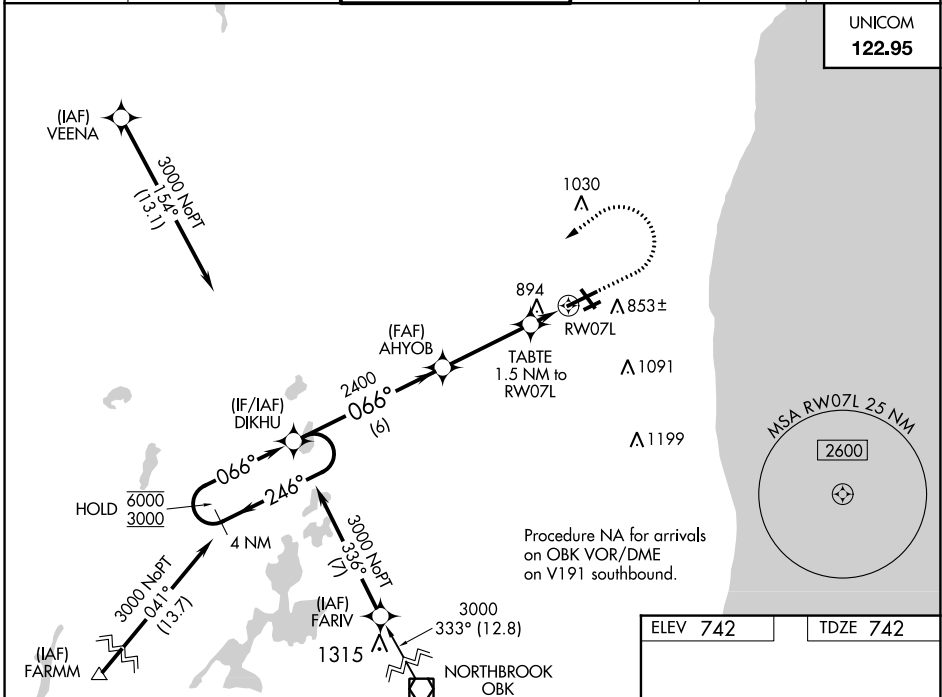 UNICOM
122.95
(IAF)
VEENA
3000 NoPT
154°
(13.1)
1030
894
853±
RW07L
(FAF)
AHYOB
TABTE
1.5 NM to
RW07L
1091
2400
066°
(6)
(IF/IAF)
DIKHU
1199
MSA RW07L 25 NM
2600
066°
246°
HOLD
6000
3000
4 NM
3000 NoPT
336°
(7)
Procedure NA for arrivals
on OBK VOR/DME
on V191 southbound.
3000 NoPT
041°
(13.7)
(IAF)
FARMM
(IAF)
FARIV
1315
3000
333° (12.8)
NORTHBROOK
OBK
ELEV 742
TDZE 742